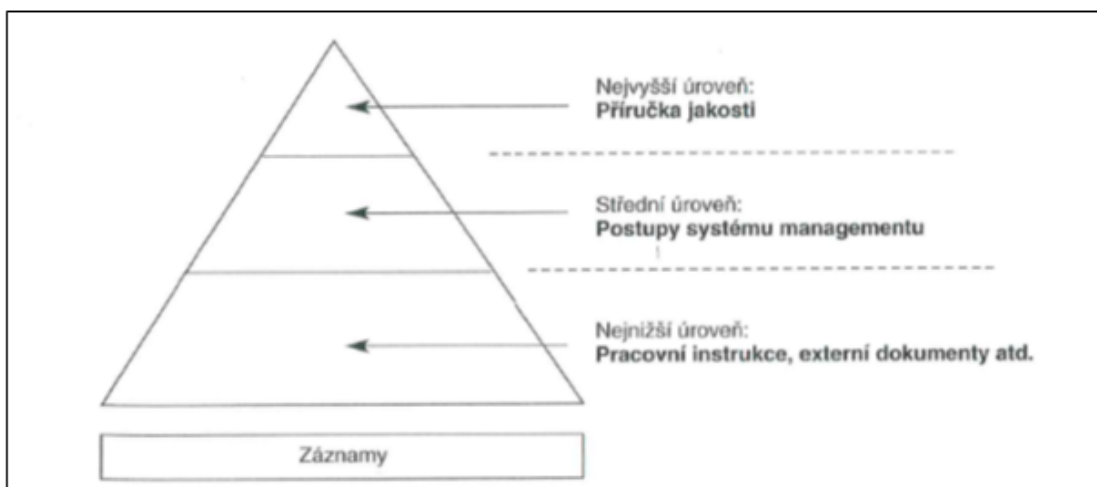 Nejvyšší úroveň:
Příručka jakosti
Střední úroveň:
Postupy systému managementu
Nejnižší úroveň:
Pracovní instrukce, externí dokumenty atd.
Záznamy